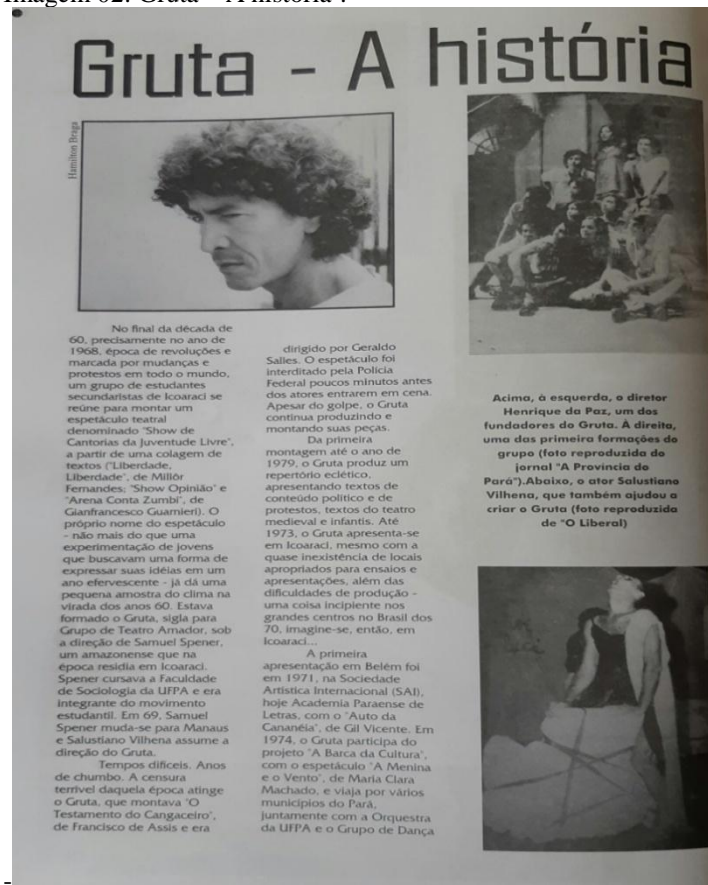 Imagem 02: Gruta – A história .
Gruta - A história
Hamilton Braga
No final da década de
60, precisamente no ano de
1968, época de revoluções e
marcada por mudanças e
protestos em todo o mundo,
um grupo de estudantes
secundaristas de Icoaraci se
reúne para montar um
espetáculo teatral
denominado "Show de
Cantorias da Juventude Livre",
a partir de uma colagem de
textos ("Liberdade,
Liberdade", de Millôr
Fernandes; "Show Opinião" e
"Arena Conta Zumbi", de
Gianfrancesco Guarnieri). O
próprio nome do espetáculo
- não mais do que uma
experimentação de jovens
que buscavam uma forma de
expressar suas idéias em um
ano efervescente - já dá uma
pequena amostra do clima na
virada dos anos 60. Estava
formado o Gruta, sigla para
Grupo de Teatro Amador, sob
a direção de Samuel Spener,
um amazonense que na
época residia em Icoaraci.
Spener cursava a Faculdade
de Sociologia da UFPA e era
integrante do movimento
estudantil. Em 69, Samuel
Spener muda-se para Manaus
e Salustiano Vilhena assume a
direção do Gruta.
Tempos difíceis. Anos
de chumbo. A censura
terrível daquela época atinge
o Gruta, que montava "O
Testamento do Cangaceiro",
de Francisco de Assis e era
dirigido por Geraldo
Salles. O espetáculo foi
interditado pela Polícia
Federal poucos minutos antes
dos atores entrarem em cena.
Apesar do golpe, o Gruta
continua produzindo e
montando suas peças.
Da primeira
montagem até o ano de
1979, o Gruta produz um
repertório eclético,
apresentando textos de
conteúdo político e de
protestos, textos do teatro
medieval e infantis. Até
1973, o Gruta apresenta-se
em Icoaraci, mesmo com a
quase inexistência de locais
apropriados para ensaios e
apresentações, além das
dificuldades de produção -
uma coisa incipiente nos
grandes centros no Brasil dos
70, imagine-se, então, em
Icoaraci...
A primeira
apresentação em Belém foi
em 1971, na Sociedade
Artística Internacional (SAI),
hoje Academia Paraense de
Letras, com o "Auto da
Cananéia", de Gil Vicente. Em
1974, o Gruta participa do
projeto "A Barca da Cultura",
com o espetáculo "A Menina
e o Vento", de Maria Clara
Machado, e viaja por vários
municípios do Pará,
juntamente com a Orquestra
da UFPA e o Grupo de Dança
Acima, à esquerda, o diretor
Henrique da Paz, um dos
fundadores do Gruta. À direita,
uma das primeira formações do
grupo (foto reproduzida do
jornal "A Província do
Pará").Abaixo, o ator Salustiano
Vilhena, que também ajudou a
criar o Gruta (foto reproduzida
de "O Liberal)
-